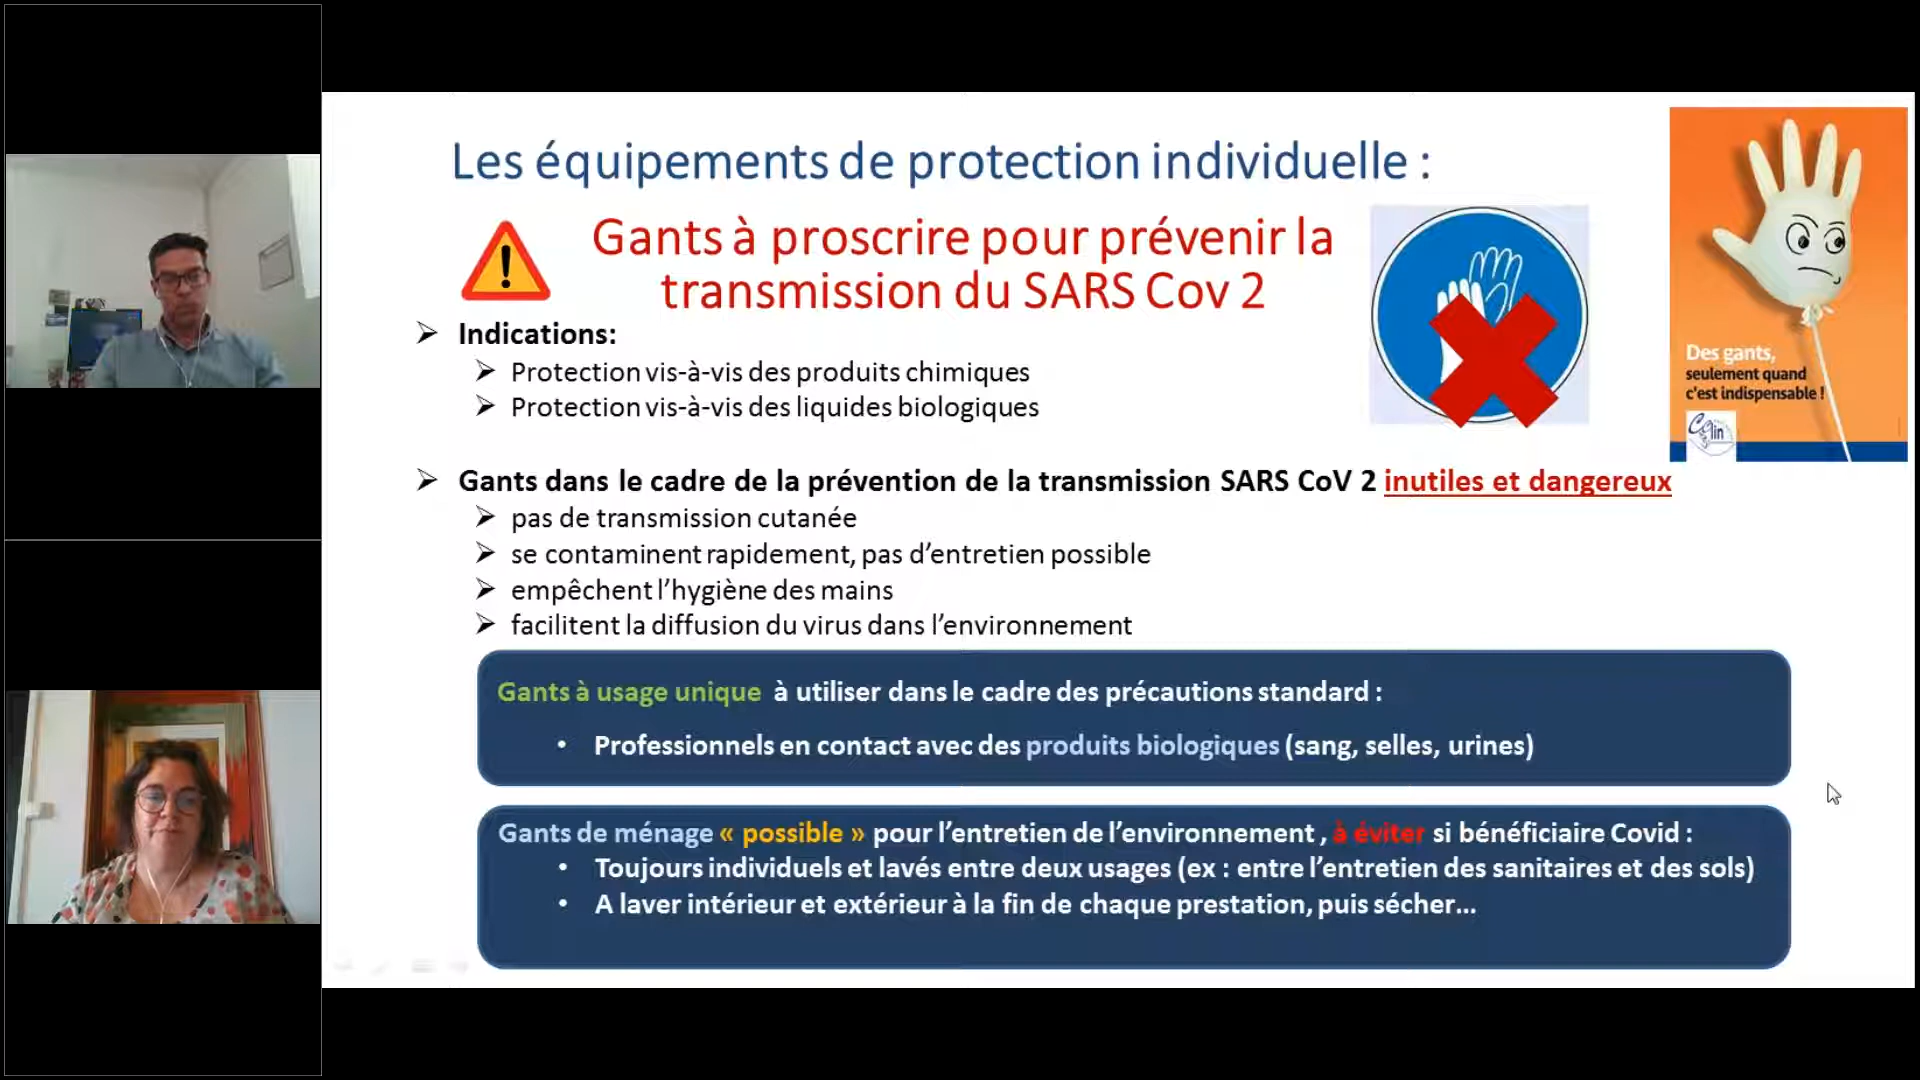 Les équipements de protection individuelle :
Gants à proscrire pour prévenir la
transmission du SARS Cov 2
Indications:
Protection vis-à-vis des produits chimiques
Protection vis-à-vis des liquides biologiques
Des gants,
seulement quand
c'est indispensable !
Gants dans le cadre de la prévention de la transmission SARS CoV 2 inutiles et dangereux
pas de transmission cutanée
se contaminent rapidement, pas d’entretien possible
empêchent l’hygiène des mains
facilitent la diffusion du virus dans l’environnement
Gants à usage unique à utiliser dans le cadre des précautions standard :
• Professionnels en contact avec des produits biologiques (sang, selles, urines)
Gants de ménage « possible » pour l’entretien de l’environnement , à éviter si bénéficiaire Covid :
• Toujours individuels et lavés entre deux usages (ex : entre l’entretien des sanitaires et des sols)
• A laver intérieur et extérieur à la fin de chaque prestation, puis sécher...